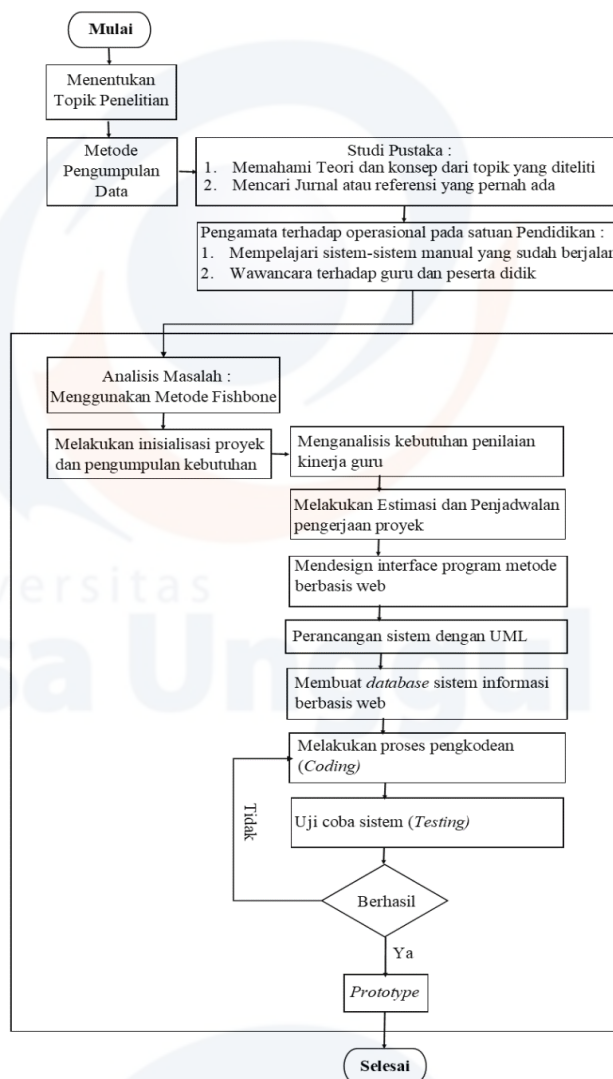 Mulai
Menentukan
Topik Penelitian
Metode
Pengumpulan
Data
Studi Pustaka :
1. Memahami Teori dan konsep dari topik yang diteliti
2. Mencari Jurnal atau referensi yang pernah ada
Pengamata terhadap operasional pada satuan Pendidikan :
1. Mempelajari sistem-sistem manual yang sudah berjalan
2. Wawancara terhadap guru dan peserta didik
Analisis Masalah :
Menggunakan Metode Fishbone
Melakukan inisialisasi proyek
dan pengumpulan kebutuhan
Menganalisis kebutuhan penilaian
kinerja guru
Melakukan Estimasi dan Penjadwalan
pengerjaan proyek
Mendesign interface program metode
berbasis web
versitas
sa Unggul
Perancangan sistem dengan UML
Membuat database sistem informasi
berbasis web
Melakukan proses pengkodean
(Coding)
Tidak
Uji coba sistem (Testing)
Berhasil
Ya
Prototype
Selesai